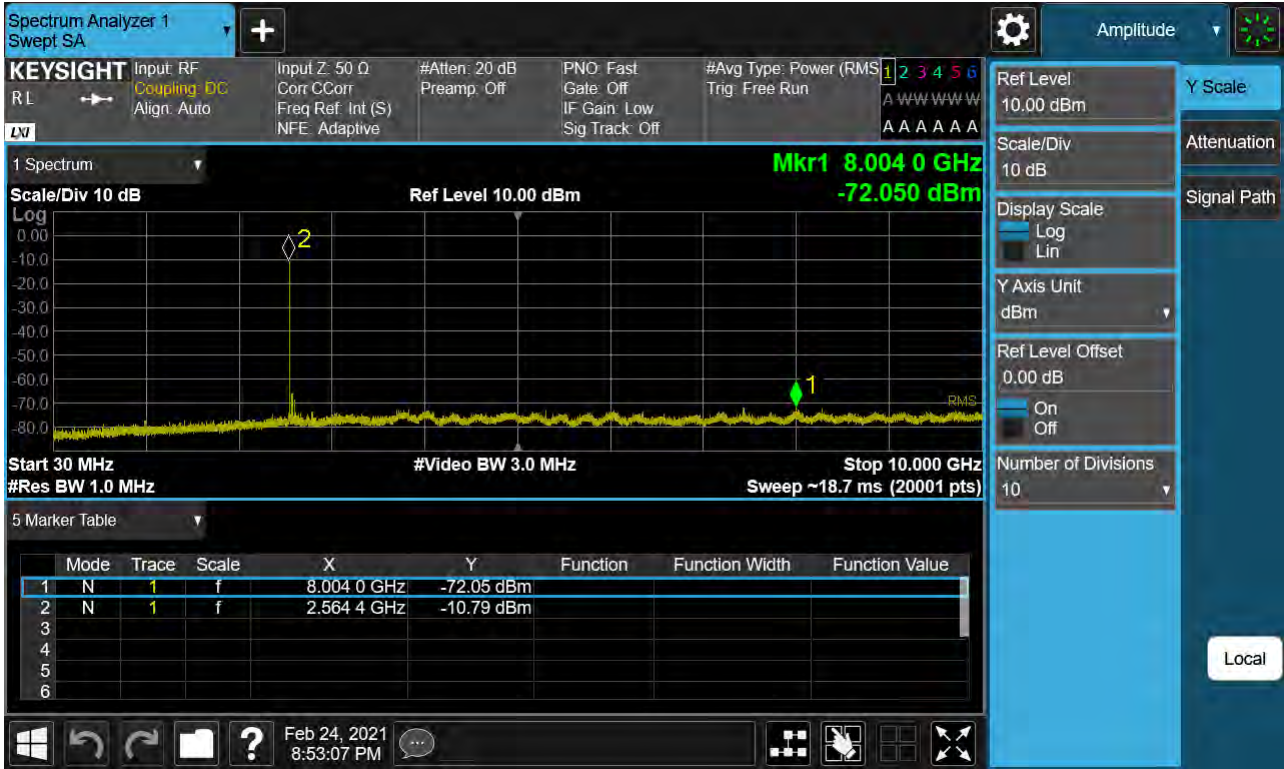 Spectrum Analyzer 1
Swept SA
Amplitude
KEYSIGHT
RL
LXI
Input: RF
Coupling: DC
Align: Auto
Input Z: 50 Ω
Corr CCorr
Freq Ref: Int (S)
NFE: Adaptive
#Atten: 20 dB
Preamp: Off
PNO: Fast
Gate: Off
IF Gain: Low
Sig Track: Off
#Avg Type: Power (RMS
Trig: Free Run
1 2 3 4 5 6
A W W W W W
A A A A A A
1 Spectrum
Mkr1 8.004 0 GHz
-72.050 dBm
Scale/Div 10 dB
Ref Level 10.00 dBm
Log
0.00
-10.0
-20.0
-30.0
-40.0
-50.0
-60.0
-70.0
-80.0
2
1
RMS
Start 30 MHz
#Video BW 3.0 MHz
Stop 10.000 GHz
#Res BW 1.0 MHz
Sweep ~18.7 ms (20001 pts)
5 Marker Table
Mode Trace Scale X Y Function Function Width Function Value
1 N 1 f 8.004 0 GHz -72.05 dBm
2 N 1 f 2.564 4 GHz -10.79 dBm
3
4
5
6
Feb 24, 2021
8:53:07 PM
Ref Level
10.00 dBm
Scale/Div
10 dB
Display Scale
Log
Lin
Y Axis Unit
dBm
Ref Level Offset
0.00 dB
On
Off
Number of Divisions
10
Y Scale
Attenuation
Signal Path
Local